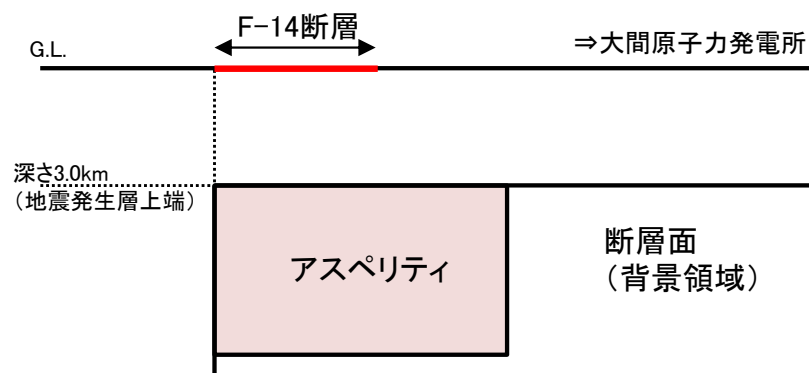 F-14断層
G.L.
⇒大間原子力発電所
深さ3.0km
（地震発生層上端）
アスペリティ
断層面
（背景領域）